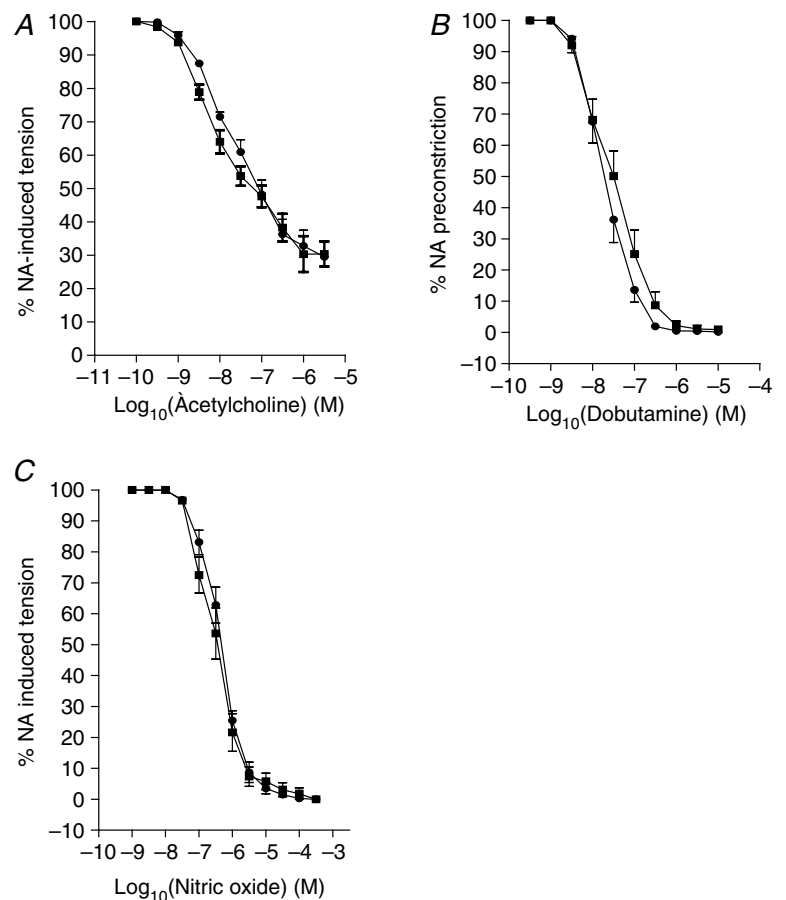 A
% NA-induced tension
100
90
80
70
60
50
40
30
20
10
0
–11 –10 –9 –8 –7 –6 –5
Log10(Àcetylcholine) (M)
B
% NA preconstriction
100
90
80
70
60
50
40
30
20
10
0
–10
–10 –9 –8 –7 –6 –5 –4
Log10(Dobutamine) (M)
C
% NA induced tension
100
90
80
70
60
50
40
30
20
10
0
–10
–10 –9 –8 –7 –6 –5 –4 –3
Log10(Nitric oxide) (M)